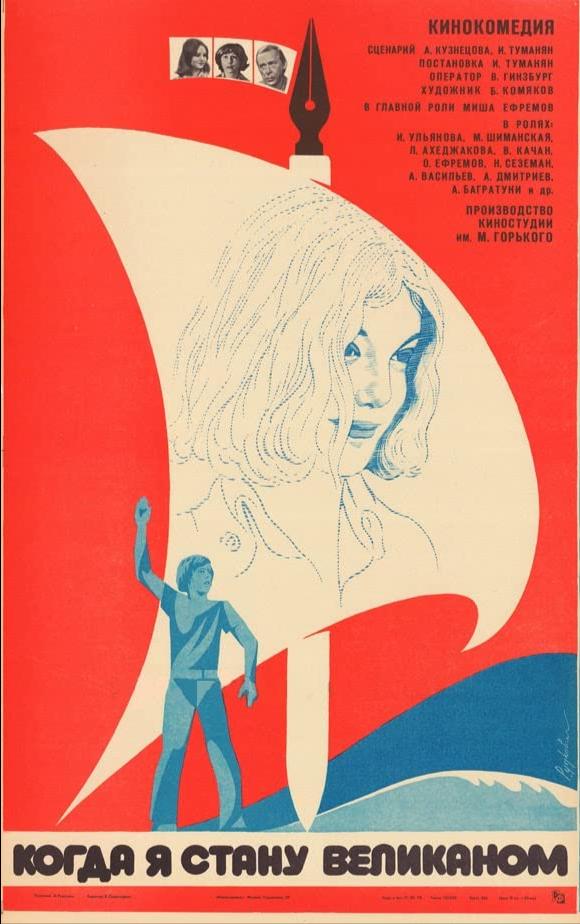 КИНОКОМЕДИЯ
СЦЕНАРИЙ А. КУЗНЕЦОВА, И. ТУМАНЯН
ПОСТАНОВКА И. ТУМАНЯН
ОПЕРАТОР В. ГИНЗБУРГ
ХУДОЖНИК Б. КОМЯКОВ
В ГЛАВНОЙ РОЛИ МИША ЕФРЕМОВ
В РОЛЯХ:
И. УЛЬЯНОВА, М. ШИМАНСКАЯ,
Л. АХЕДЖАКОВА, В. КАЧАН,
О. ЕФРЕМОВ, Н. СЕЗЕМАН,
А. ВАСИЛЬЕВ, А. ДМИТРИЕВ,
А. БАГРАТУНИ и др.
ПРОИЗВОДСТВО
КИНОСТУДИИ
ИМ. М. ГОРЬКОГО
КОГДА Я СТАНУ ВЕЛИКАНОМ